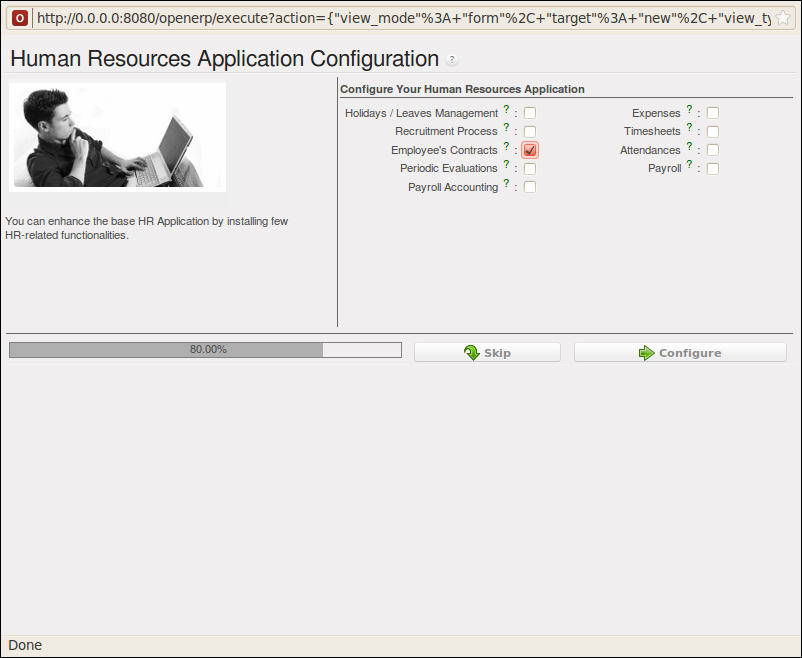 http://0.0.0.0:8080/openerp/execute?action={"view_mode"%3A+"form"%2C+"target"%3A+"new"%2C+"view_ty
Human Resources Application Configuration ?
Configure Your Human Resources Application
Holidays / Leaves Management ? :
Expenses ? :
Recruitment Process ? :
Timesheets ? :
Employee's Contracts ? :
Attendances ? :
Periodic Evaluations ? :
Payroll ? :
Payroll Accounting ? :
You can enhance the base HR Application by installing few
HR-related functionalities.
80.00%
Skip
Configure
Done